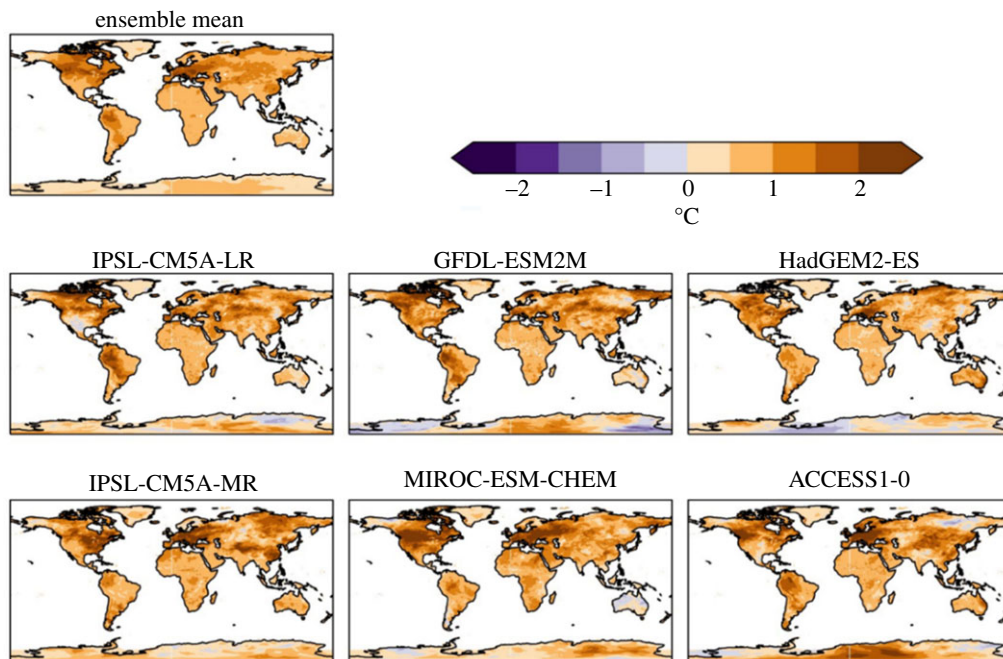 ensemble mean
−2 −1 0 1 2
°C
IPSL-CM5A-LR GFDL-ESM2M HadGEM2-ES
IPSL-CM5A-MR MIROC-ESM-CHEM ACCESS1-0